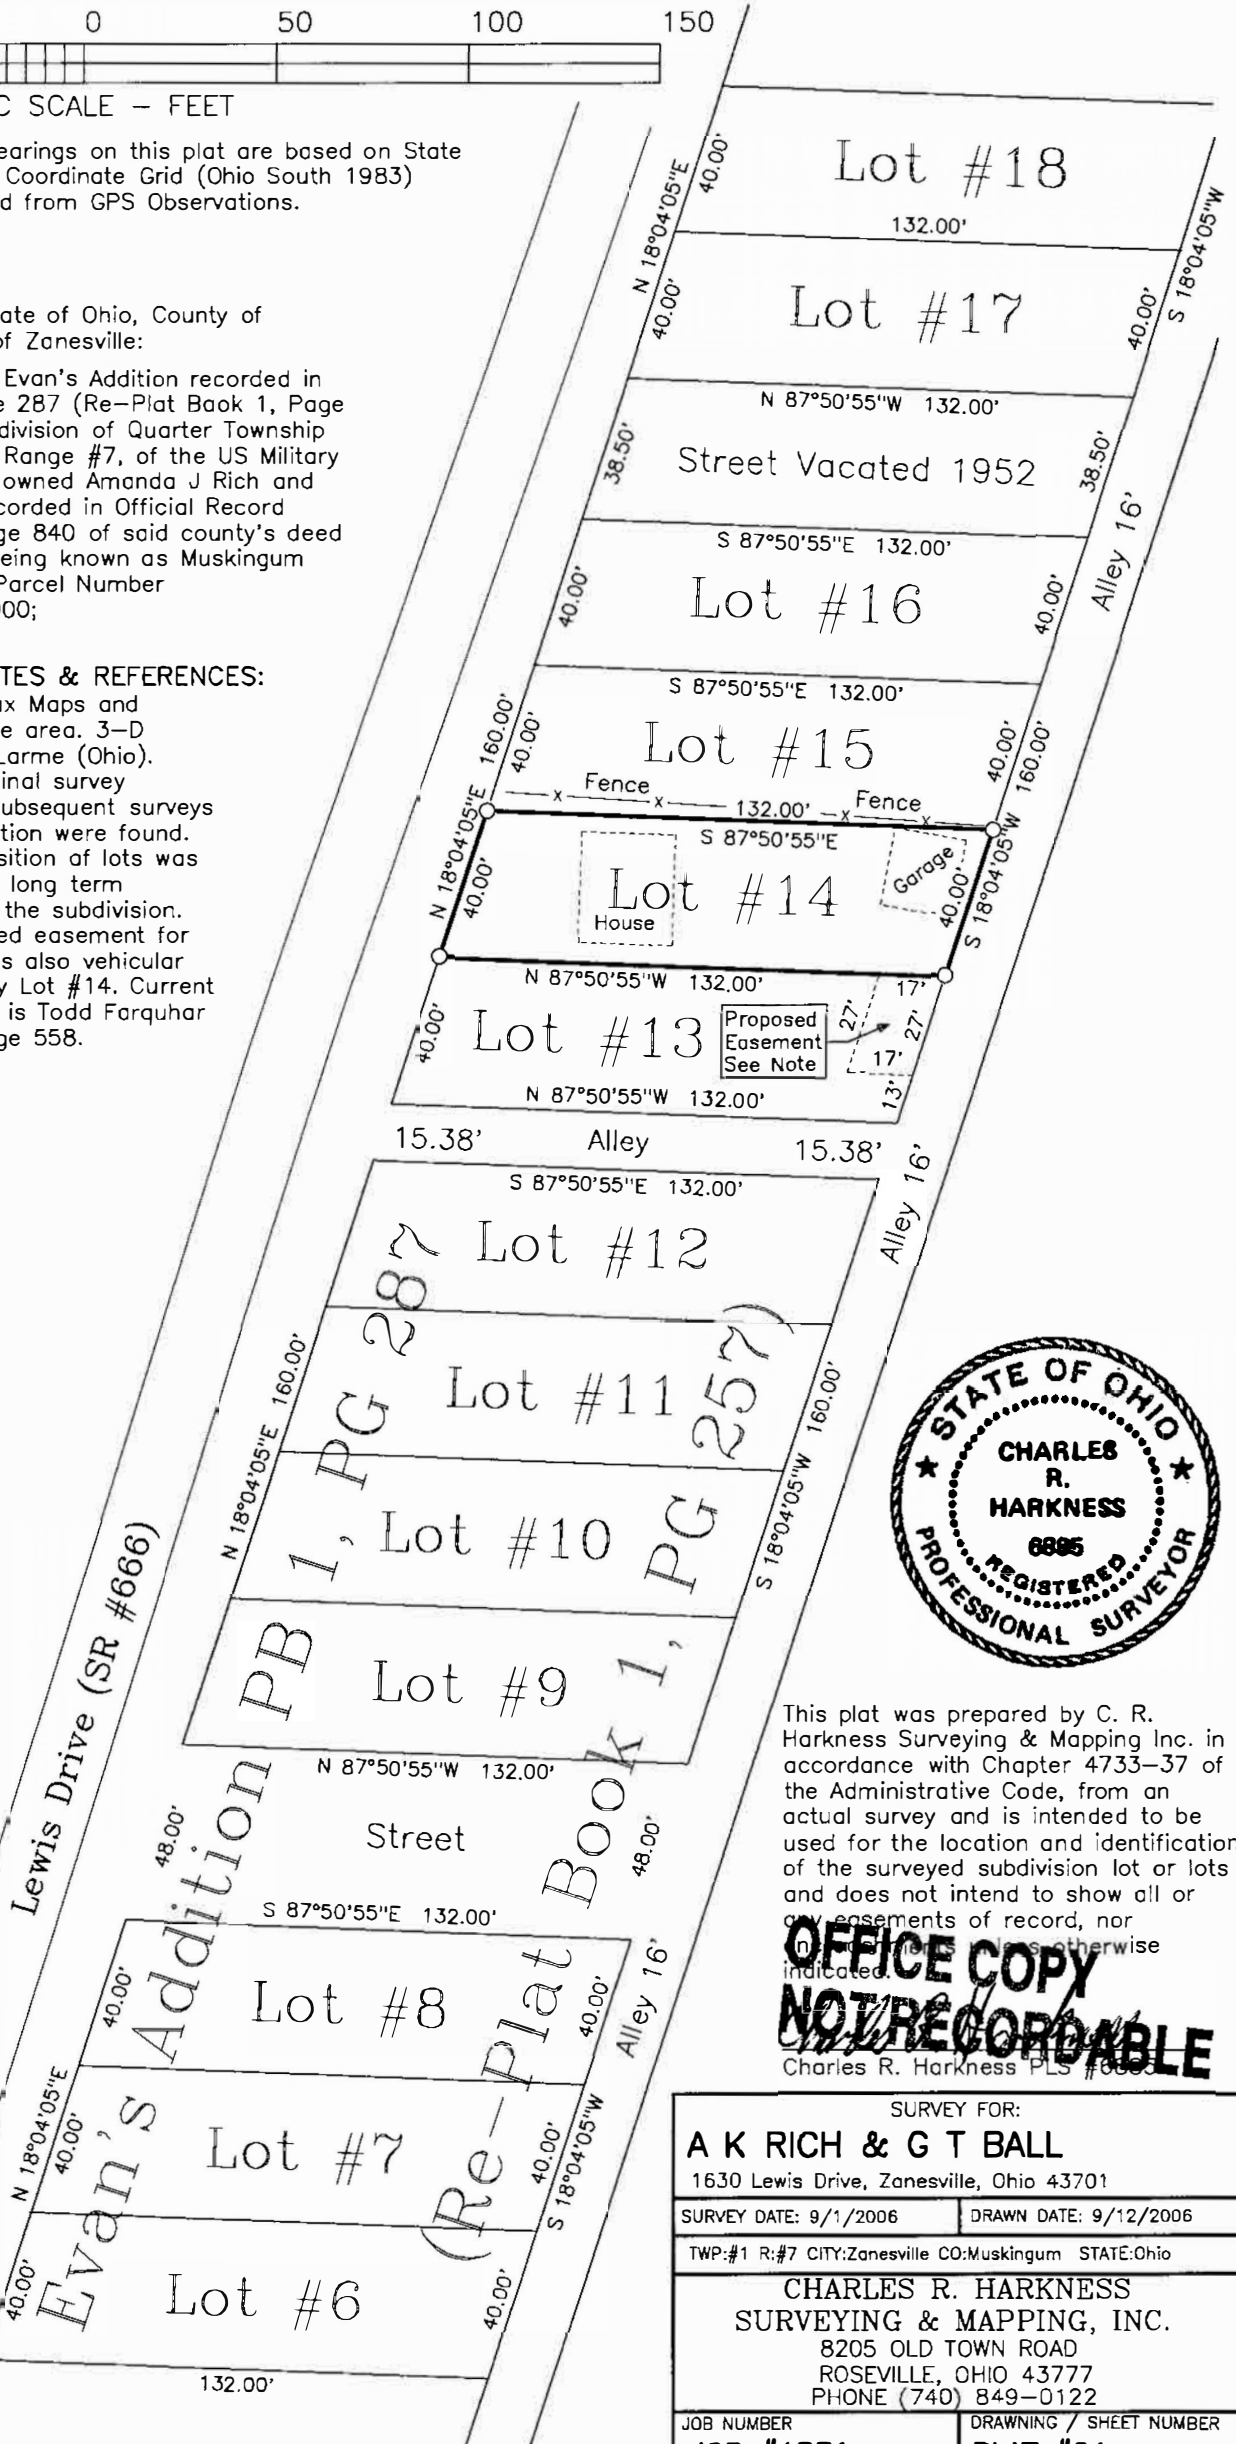 0 50 100 150
C SCALE – FEET
earings on this plat are based on State
Coordinate Grid (Ohio South 1983)
d from GPS Observations.
ate of Ohio, County of
of Zanesville:
Evan's Addition recorded in
e 287 (Re–Plat Book 1, Page
division of Quarter Township
Range #7, of the US Military
owned Amanda J Rich and
corded in Official Record
ge 840 of said county's deed
eing known as Muskingum
Parcel Number
00;
TES & REFERENCES:
ax Maps and
e area. 3–D
Larme (Ohio).
inal survey
ubsequent surveys
tion were found.
sition of lots was
long term
the subdivision.
ed easement for
s also vehicular
y Lot #14. Current
is Todd Farquhar
ge 558.
Lot #18
40.00'
N 18°04'05"E
132.00'
S 18°04'05"W
Lot #17
40.00'
40.00'
N 87°50'55"W 132.00'
38.50'
Street Vacated 1952
38.50'
S 87°50'55"E 132.00'
Alley 16'
40.00'
Lot #16
40.00'
S 87°50'55"E 132.00'
N 18°04'05"E 160.00'
40.00'
Lot #15
40.00'
S 18°04'05"W 160.00'
Fence
132.00'
Fence
S 87°50'55"E
40.00'
Lot #14
House
Garage
40.00'
N 87°50'55"W 132.00'
40.00'
Lot #13
Proposed
Easement
See Note
17'
27'
27'
17'
13'
N 87°50'55"W 132.00'
15.38' Alley 15.38'
Alley 16'
S 87°50'55"E 132.00'
Lot #12
Lot #11
N 18°04'05"E 160.00'
S 18°04'05"W 160.00'
Lot #10
Lot #9
N 87°50'55"W 132.00'
48.00'
Street
48.00'
S 87°50'55"E 132.00'
40.00'
Lot #8
40.00'
Alley 16'
N 18°04'05"E
40.00'
Lot #7
40.00'
S 18°04'05"W
40.00'
Lot #6
40.00'
132.00'
Lewis Drive (SR #666)
Evan's Addition PB 1, PG 287
(Re–Plat Book 1, PG 257)
STATE OF OHIO
CHARLES
R.
HARKNESS
6885
REGISTERED
PROFESSIONAL SURVEYOR
This plat was prepared by C. R.
Harkness Surveying & Mapping Inc. in
accordance with Chapter 4733–37 of
the Administrative Code, from an
actual survey and is intended to be
used for the location and identification
of the surveyed subdivision lot or lots
and does not intend to show all or
any easements of record, nor
encroachments unless otherwise
indicated.
OFFICE COPY
NOT RECORDABLE
Charles R. Harkness PLS #6885
SURVEY FOR:
A K RICH & G T BALL
1630 Lewis Drive, Zanesville, Ohio 43701
SURVEY DATE: 9/1/2006 DRAWN DATE: 9/12/2006
TWP:#1 R:#7 CITY:Zanesville CO:Muskingum STATE:Ohio
CHARLES R. HARKNESS
SURVEYING & MAPPING, INC.
8205 OLD TOWN ROAD
ROSEVILLE, OHIO 43777
PHONE (740) 849–0122
JOB NUMBER DRAWNING / SHEET NUMBER